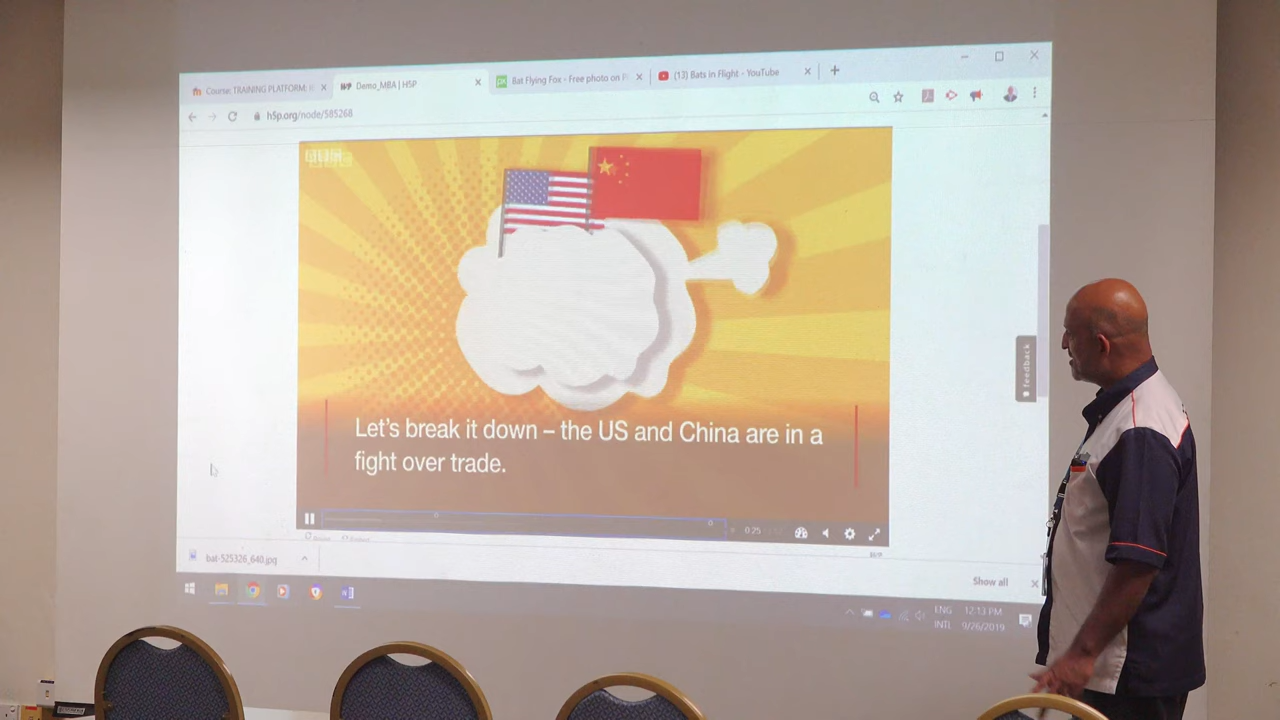 Course: TRAINING PLATFORM:
Demo_MBA | H5P
Bat Flying Fox - Free photo on
(13) Bats in Flight - YouTube
h5p.org/node/585268
BBC
Let's break it down – the US and China are in a
fight over trade.
feedback
0:25
bat-525326_640.jpg
Show all
ENG
INTL
12:13 PM
9/26/2019